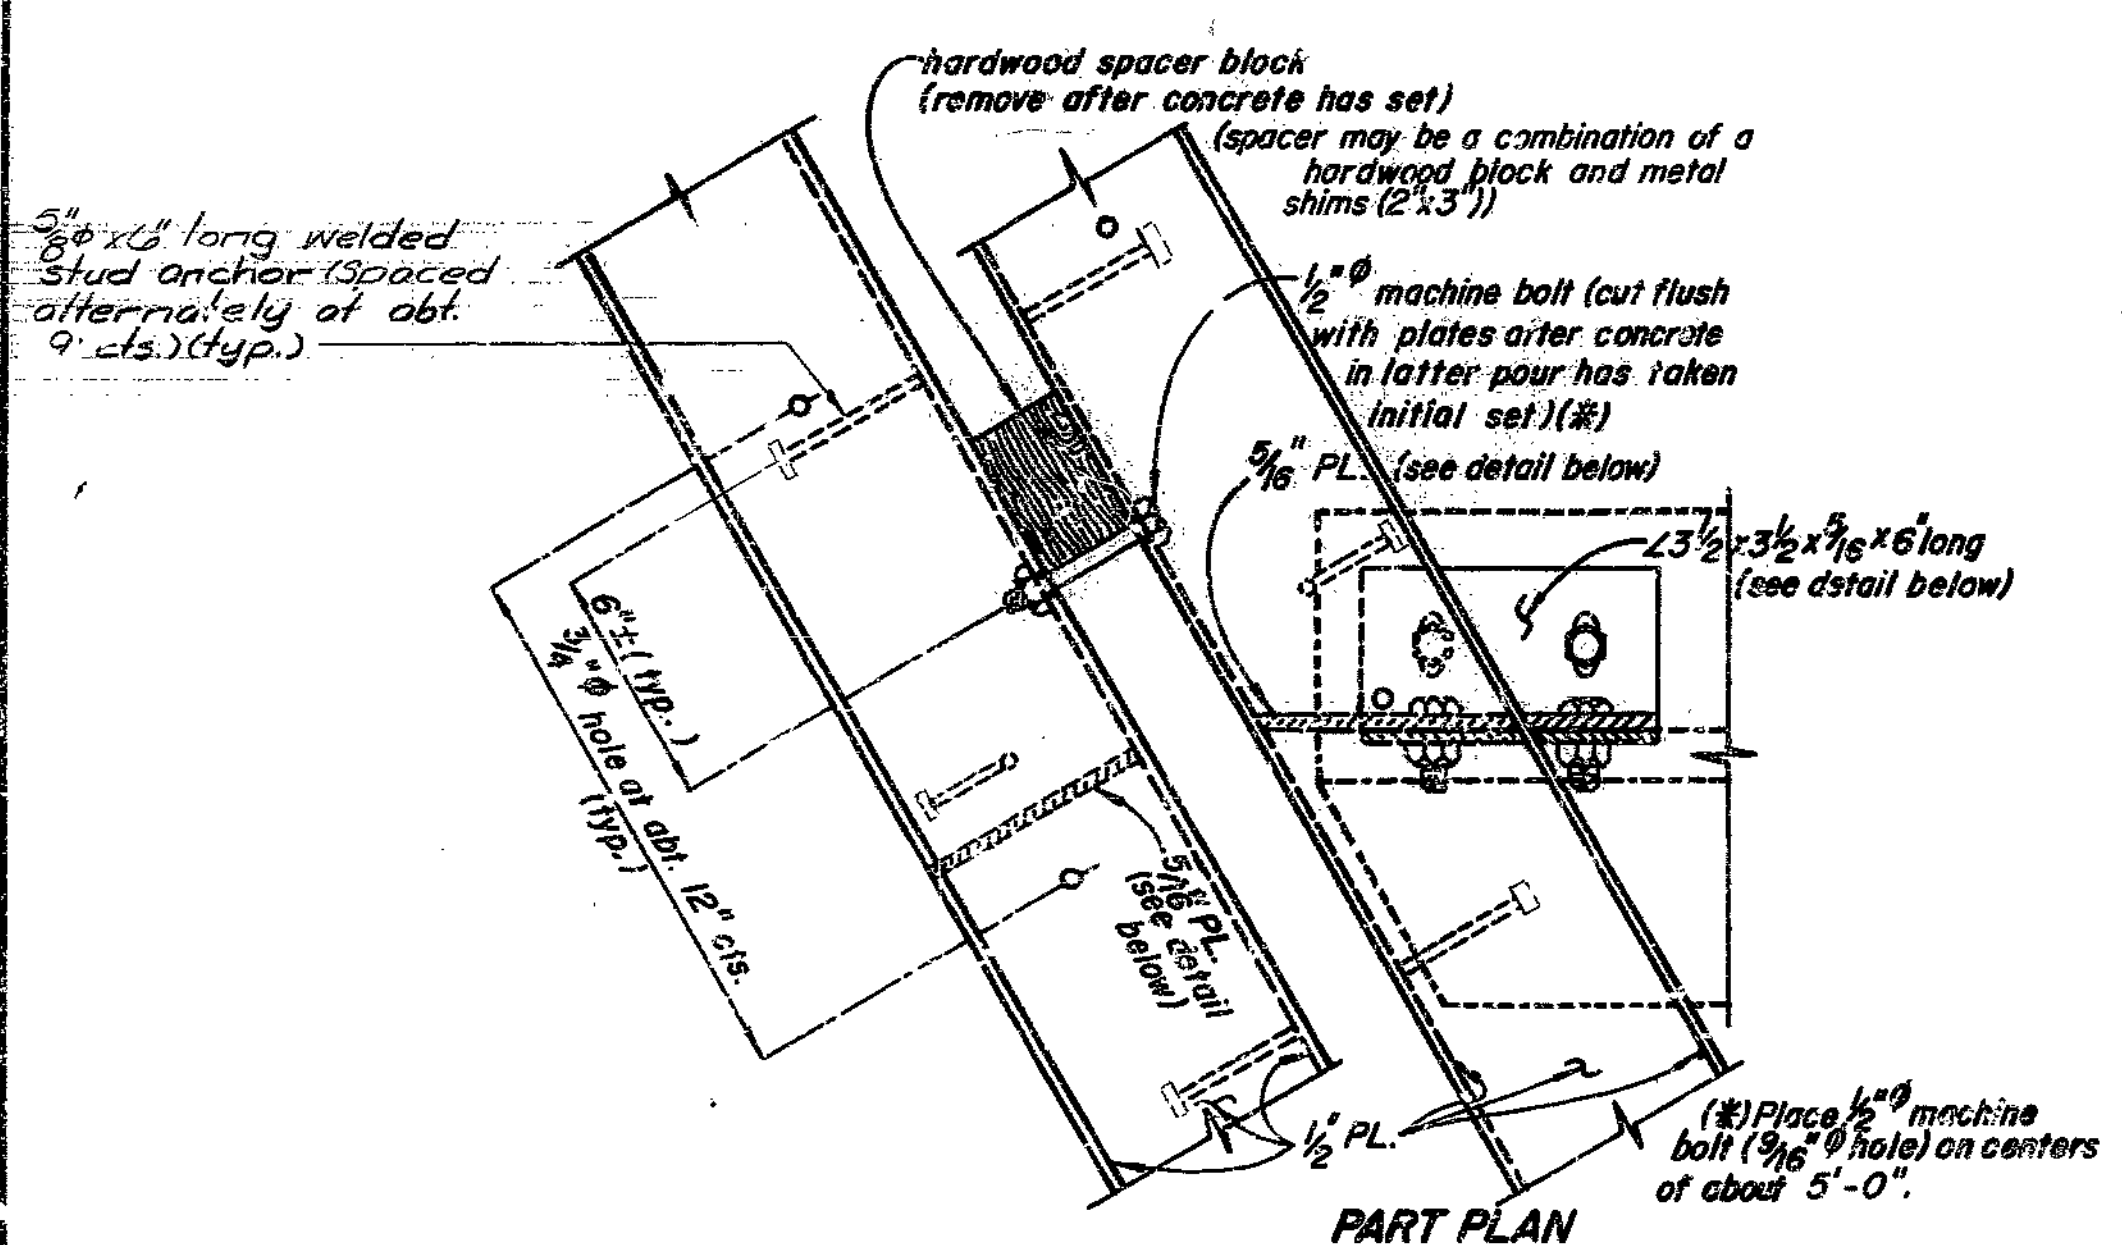 hardwood spacer block
(remove after concrete has set)
(spacer may be a combination of a
hardwood block and metal
shims (2"x3"))
5/8"ϕ x6" long welded
stud anchor (Spaced
alternately at abt.
9" cts.)(typ.)
1/2"ϕ machine bolt (cut flush
with plates after concrete
in latter pour has taken
initial set)(*)
5/16" PL. (see detail below)
∠3 1/2 x 3 1/2 x 5/16 x 6" long
(see detail below)
6"±(typ.)
3/4"ϕ hole at abt. 12" cts.
(typ.)
5/16" PL.
(see detail
below)
1/2" PL.
(*) Place 1/2"ϕ machine
bolt (9/16"ϕ hole) on centers
of about 5'-0".
PART PLAN